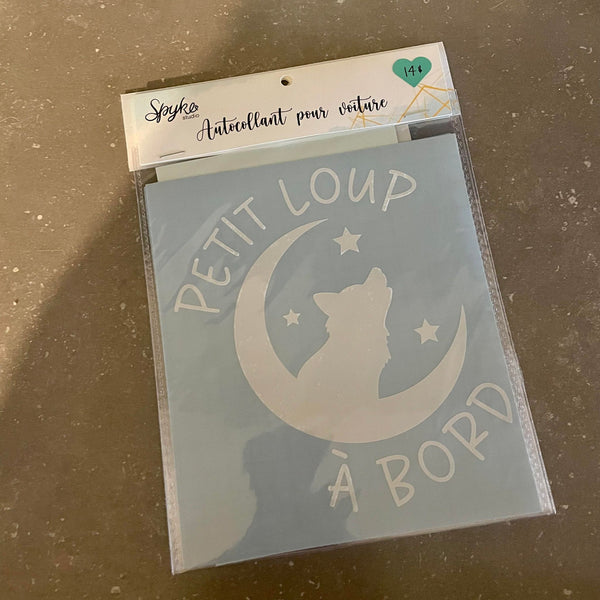 14$
Spyke
studio
Autocollant pour voiture
PETIT LOUP
À BORD